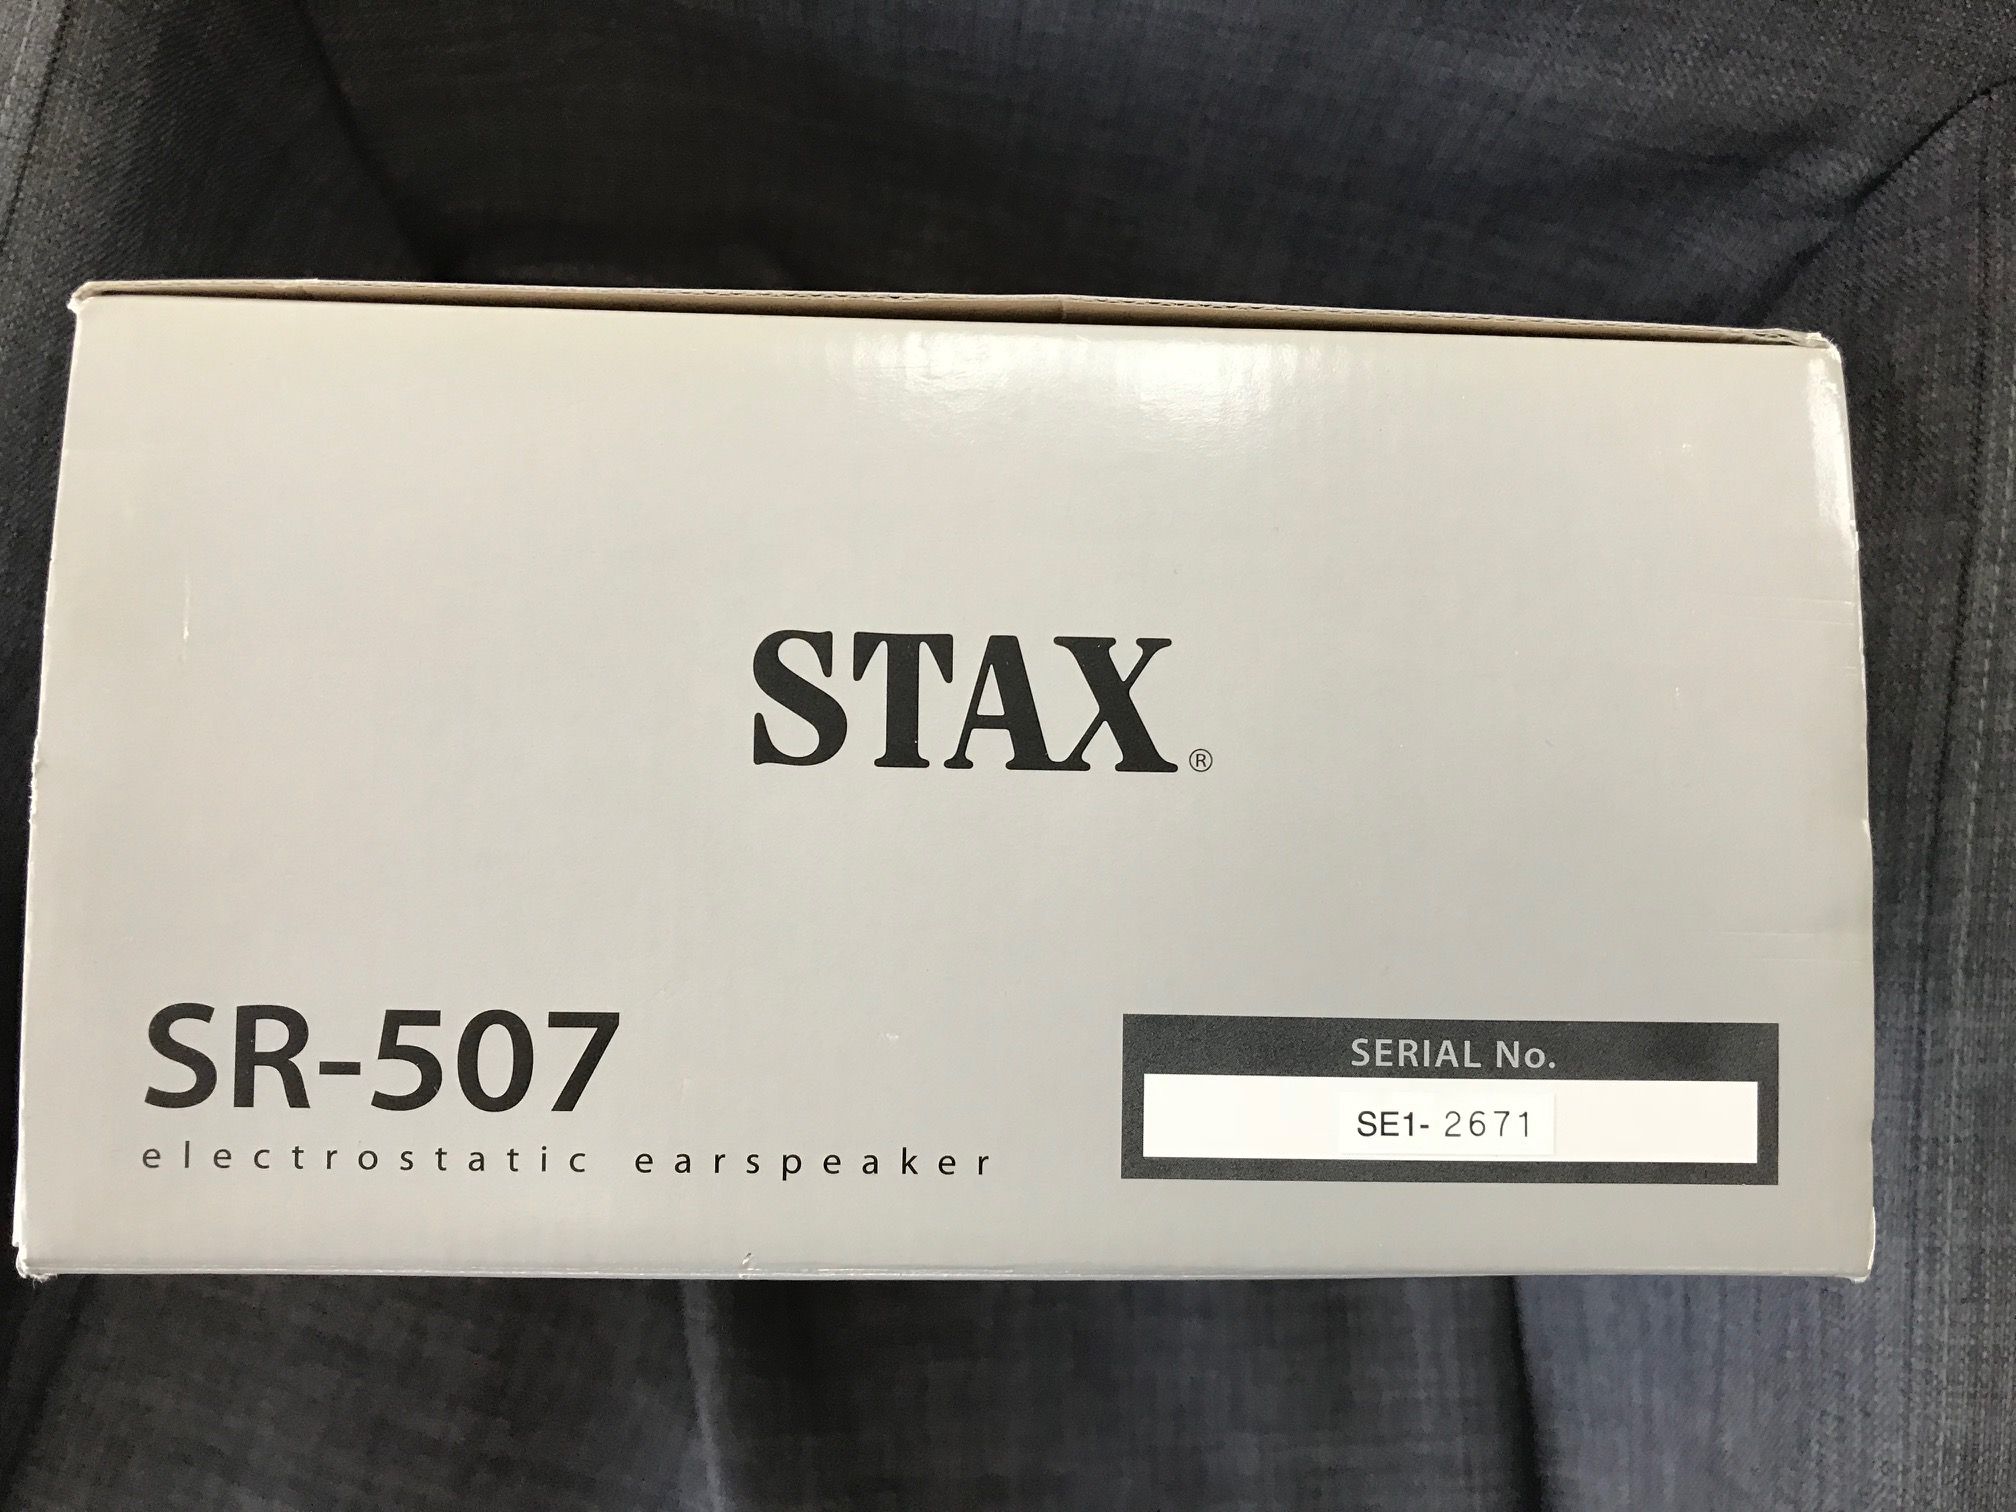 STAX®
SR-507
electrostatic earspeaker
SERIAL No.
SE1- 2671